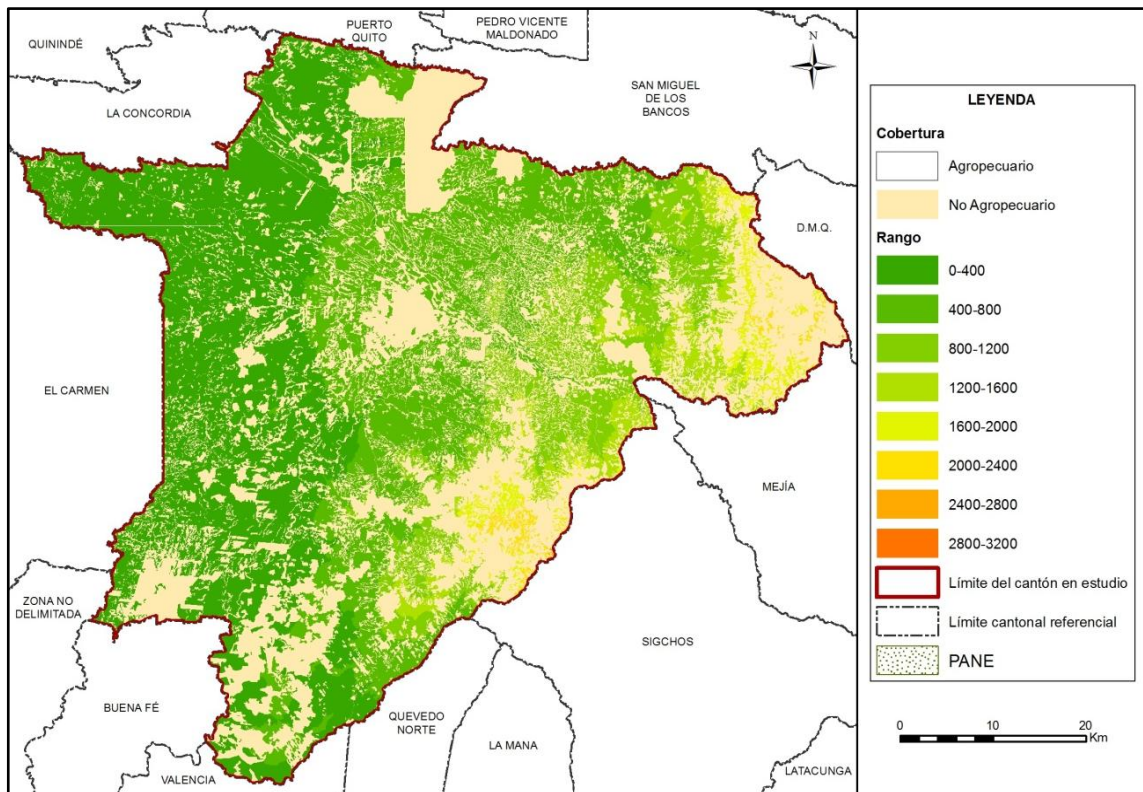 QUININDÉ
PUERTO
QUITO
PEDRO VICENTE
MALDONADO
N
LA CONCORDIA
SAN MIGUEL
DE LOS
BANCOS
D.M.Q.
EL CARMEN
MEJÍA
ZONA NO
DELIMITADA
SIGCHOS
BUENA FÉ
QUEVEDO
NORTE
LA MANA
VALENCIA
LATACUNGA
LEYENDA
Cobertura
Agropecuario
No Agropecuario
Rango
0-400
400-800
800-1200
1200-1600
1600-2000
2000-2400
2400-2800
2800-3200
Límite del cantón en estudio
Límite cantonal referencial
PANE
0 10 20
Km